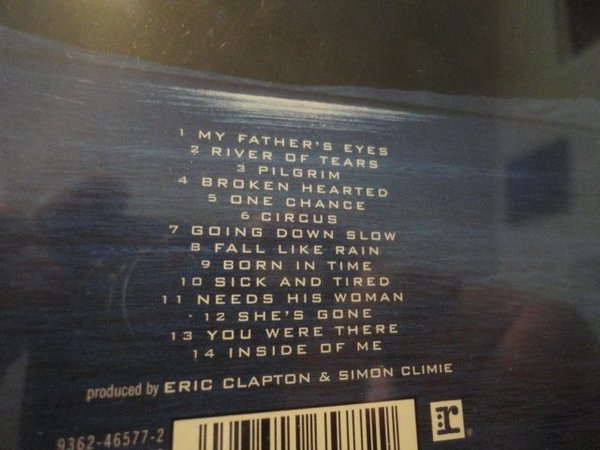 1 MY FATHER'S EYES
2 RIVER OF TEARS
3 PILGRIM
4 BROKEN HEARTED
5 ONE CHANCE
6 CIRCUS
7 GOING DOWN SLOW
8 FALL LIKE RAIN
9 BORN IN TIME
10 SICK AND TIRED
11 NEEDS HIS WOMAN
12 SHE'S GONE
13 YOU WERE THERE
14 INSIDE OF ME
produced by ERIC CLAPTON & SIMON CLIMIE
9362-46577-2
r